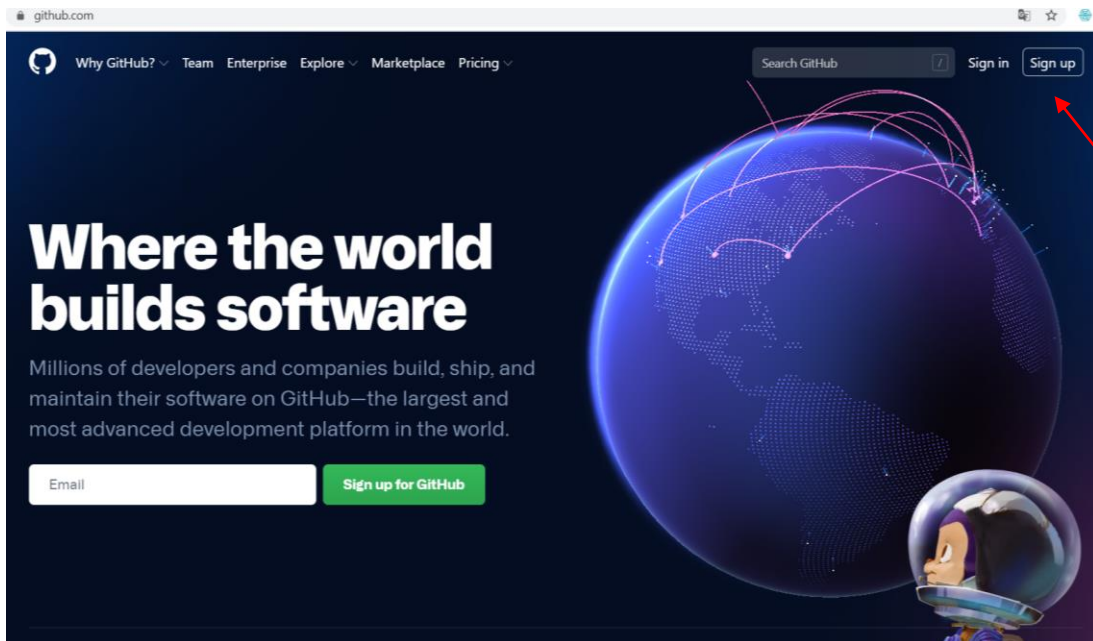 github.com
Why GitHub? Team Enterprise Explore Marketplace Pricing Search GitHub / Sign in Sign up
Where the world
builds software
Millions of developers and companies build, ship, and
maintain their software on GitHub—the largest and
most advanced development platform in the world.
Email Sign up for GitHub